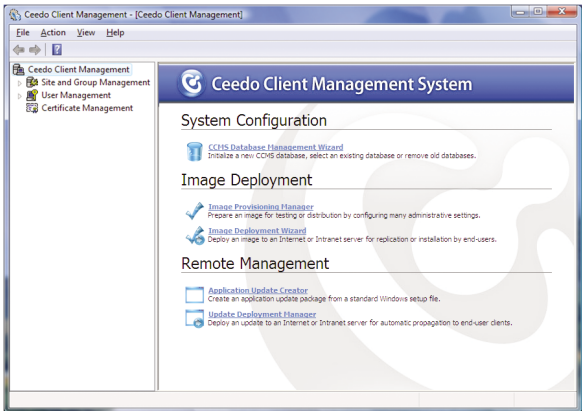 Ceedo Client Management - [Ceedo Client Management]
File Action View Help
Ceedo Client Management
Site and Group Management
User Management
Certificate Management
Ceedo Client Management System
System Configuration
CCMS Database Management Wizard
Initialize a new CCMS database, select an existing database or remove old databases.
Image Deployment
Image Provisioning Manager
Prepare an image for testing or distribution by configuring many administrative settings.
Image Deployment Wizard
Deploy an image to an Internet or Intranet server for replication or installation by end-users.
Remote Management
Application Update Creator
Create an application update package from a standard Windows setup file.
Update Deployment Manager
Deploy an update to an Internet or Intranet server for automatic propagation to end-user clients.